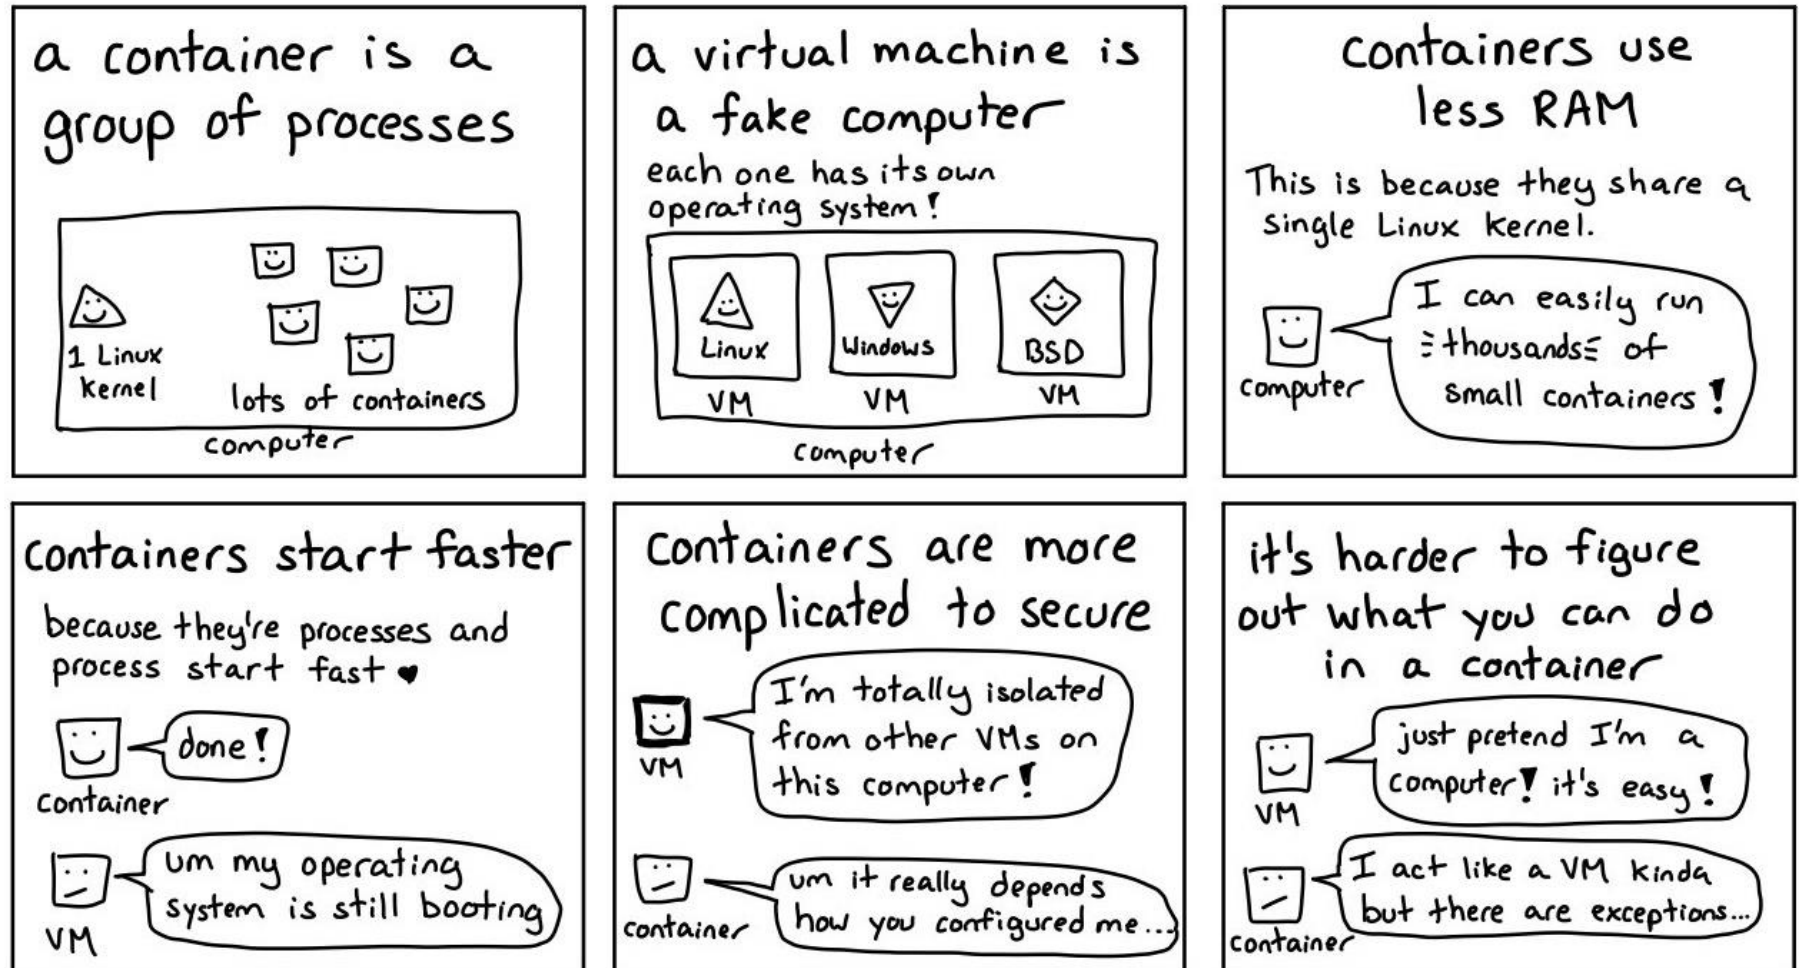 a container is a
group of processes
1 Linux
kernel
lots of containers
computer
a virtual machine is
a fake computer
each one has its own
operating system!
Linux
VM
Windows
VM
BSD
VM
computer
containers use
less RAM
This is because they share a
single Linux kernel.
computer
I can easily run
thousands of
small containers!
containers start faster
because they're processes and
process start fast ♥
container
done!
VM
um my operating
system is still booting
containers are more
complicated to secure
VM
I'm totally isolated
from other VMs on
this computer!
container
um it really depends
how you configured me...
it's harder to figure
out what you can do
in a container
VM
just pretend I'm a
computer! it's easy!
container
I act like a VM kinda
but there are exceptions...